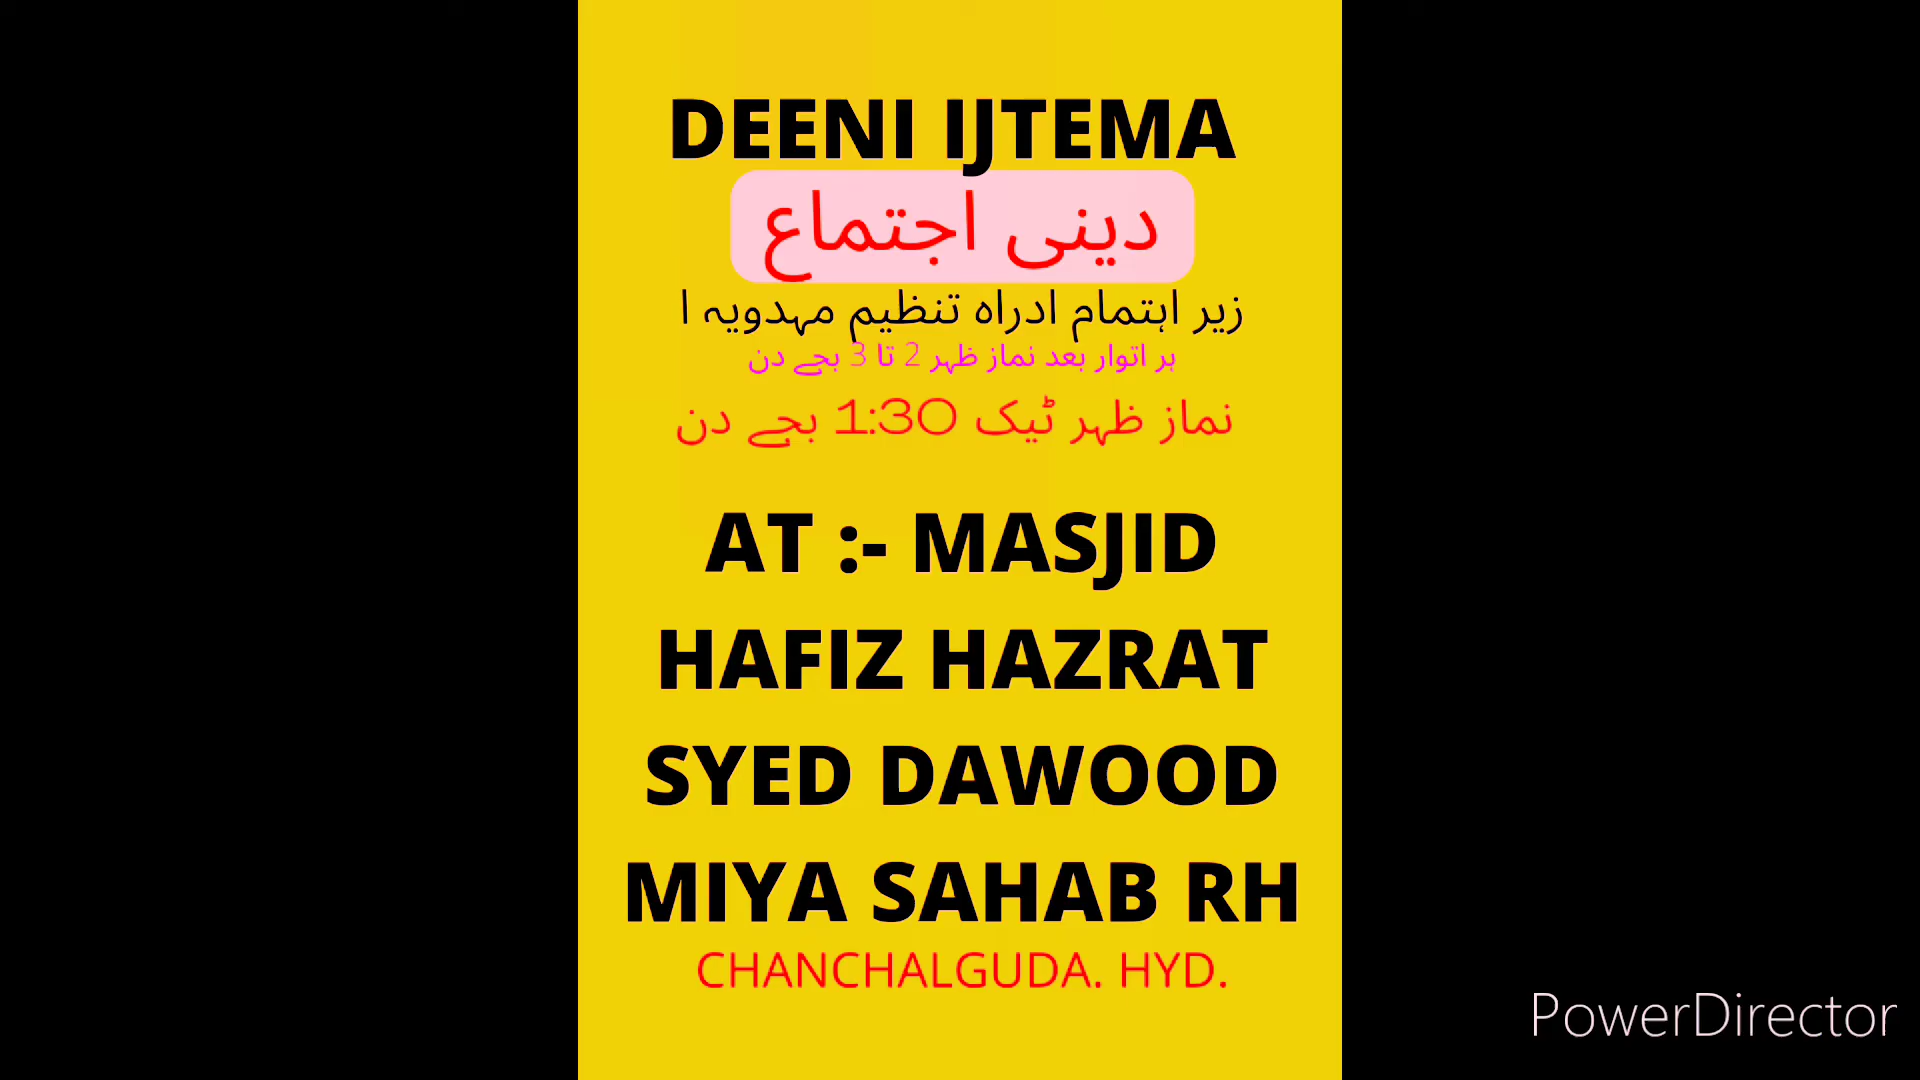 DEENI IJTEMA
دینی اجتماع
زیر اہتمام ادراہ تنظیم مہدویہ ا
ہر اتوار بعد نماز ظہر 2 تا 3 بجے دن
نماز ظہر ٹیک 1:30 بجے دن
AT :- MASJID
HAFIZ HAZRAT
SYED DAWOOD
MIYA SAHAB RH
CHANCHALGUDA. HYD.
PowerDirector